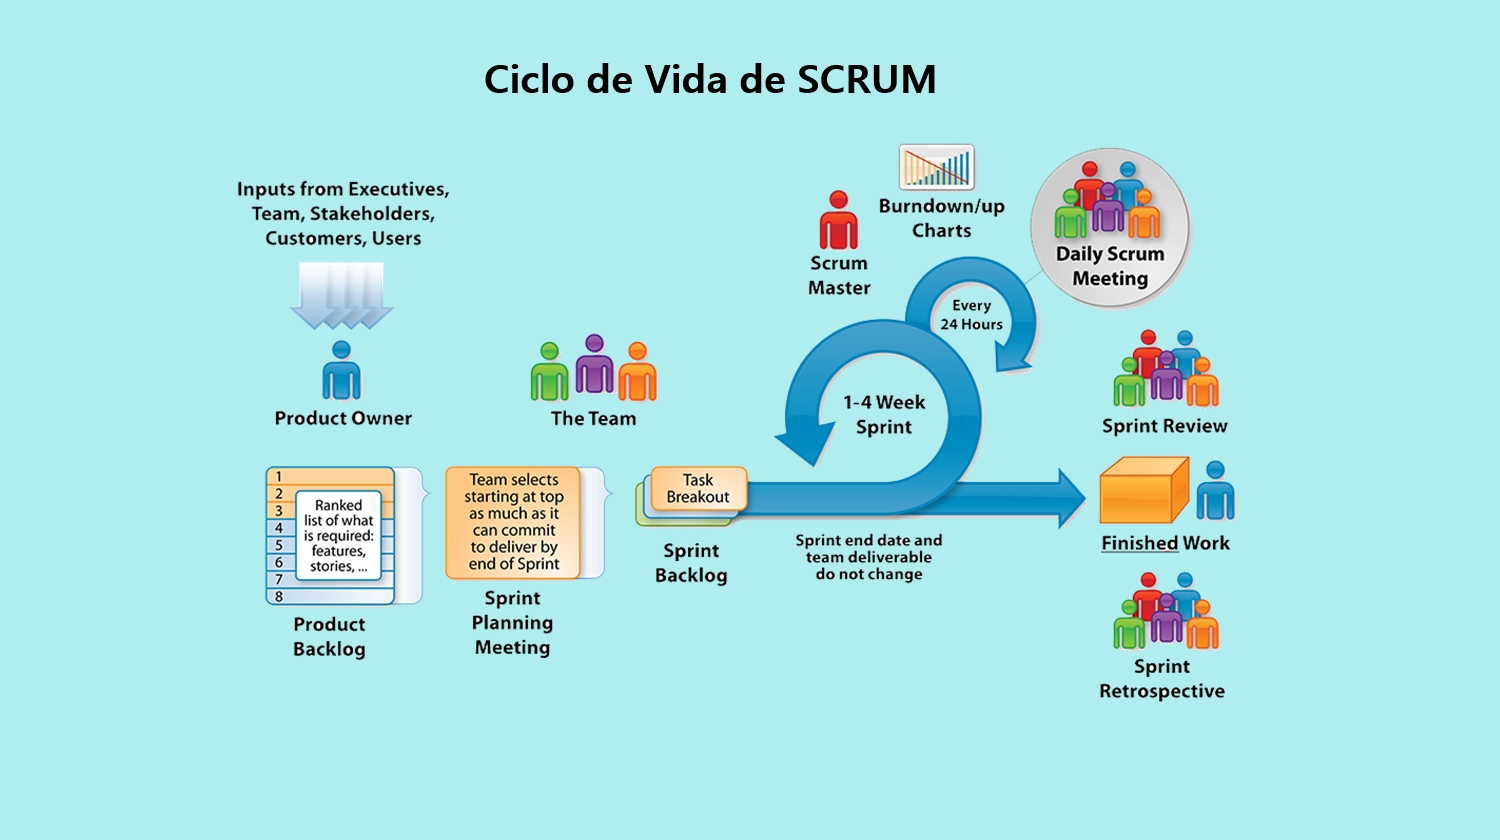 Ciclo de Vida de SCRUM
Inputs from Executives,
Team, Stakeholders,
Customers, Users
Product Owner
The Team
1
2
3
4
5
6
7
8
Ranked
list of what
is required:
features,
stories, ...
Product
Backlog
Team selects
starting at top
as much as it
can commit
to deliver by
end of Sprint
Sprint
Planning
Meeting
Task
Breakout
Sprint
Backlog
Scrum
Master
Burndown/up
Charts
Every
24 Hours
Daily Scrum
Meeting
1-4 Week
Sprint
Sprint end date and
team deliverable
do not change
Sprint Review
Finished Work
Sprint
Retrospective